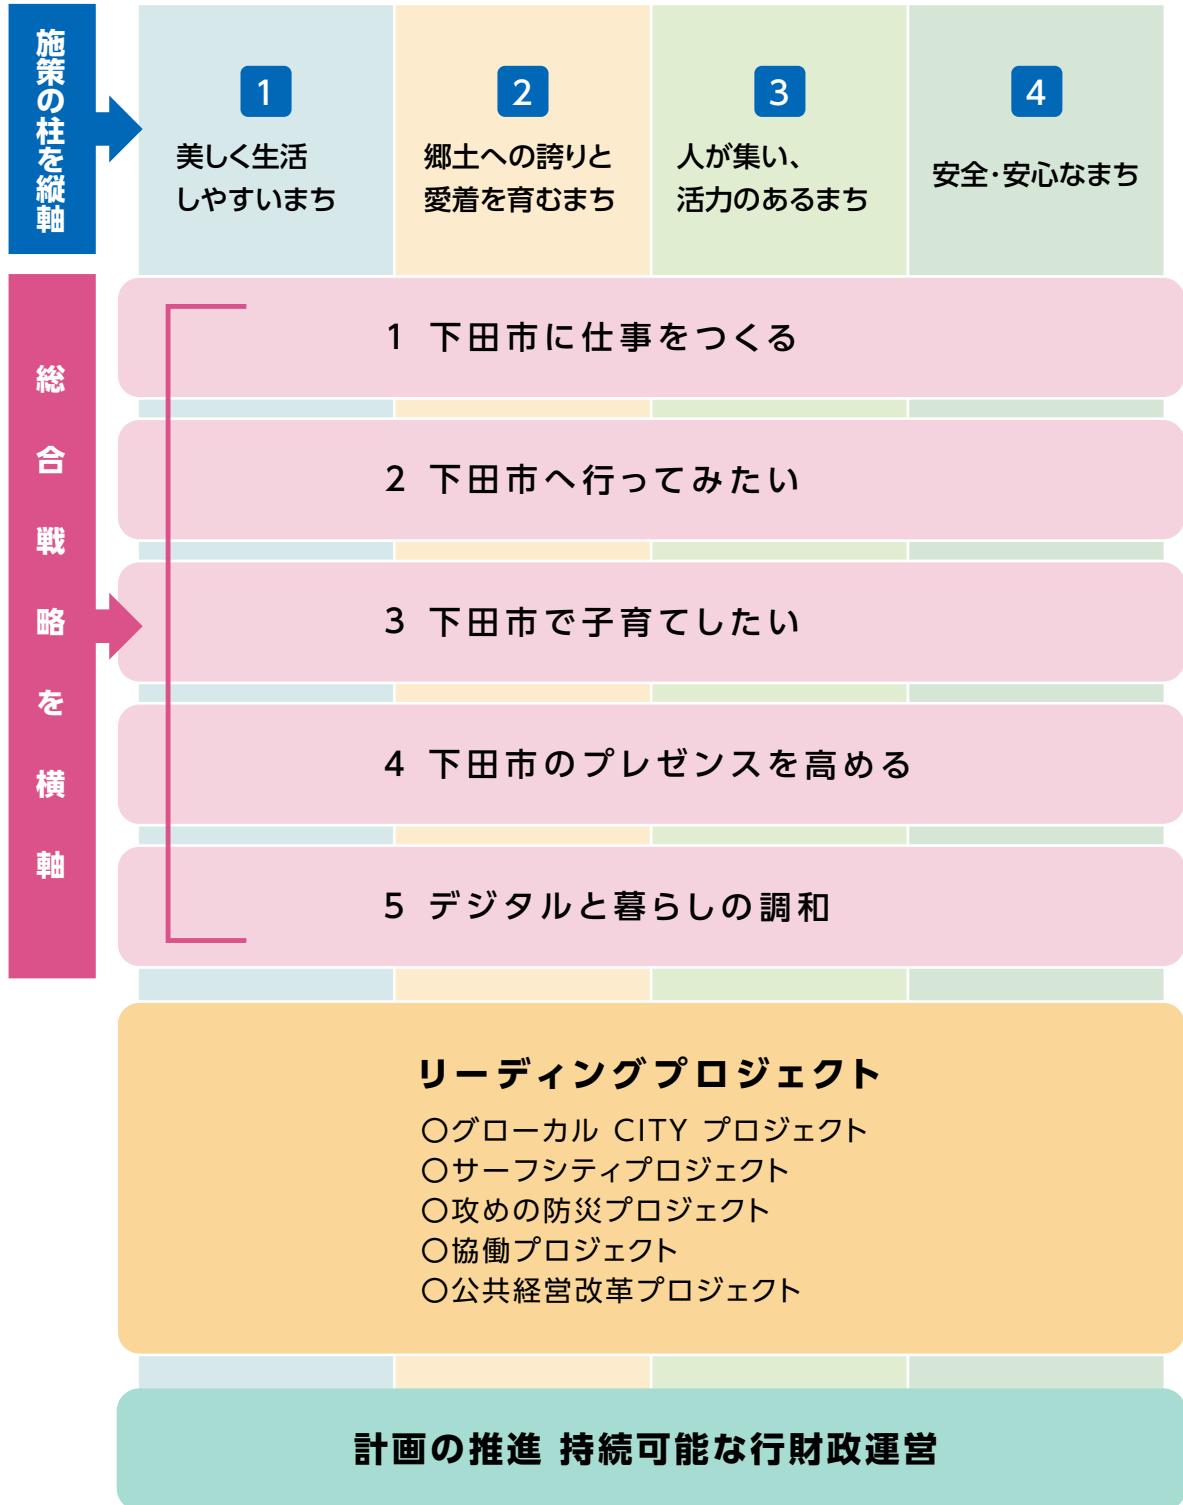 施策の柱を縦軸
1
美しく生活
しやすいまち
2
郷土への誇りと
愛着を育むまち
3
人が集い、
活力のあるまち
4
安全・安心なまち
総合戦略を横軸
1 下田市に仕事をつくる
2 下田市へ行ってみたい
3 下田市で子育てしたい
4 下田市のプレゼンスを高める
5 デジタルと暮らしの調和
リーディングプロジェクト
○グローカル CITY プロジェクト
○サーフシティプロジェクト
○攻めの防災プロジェクト
○協働プロジェクト
○公共経営改革プロジェクト
計画の推進 持続可能な行財政運営